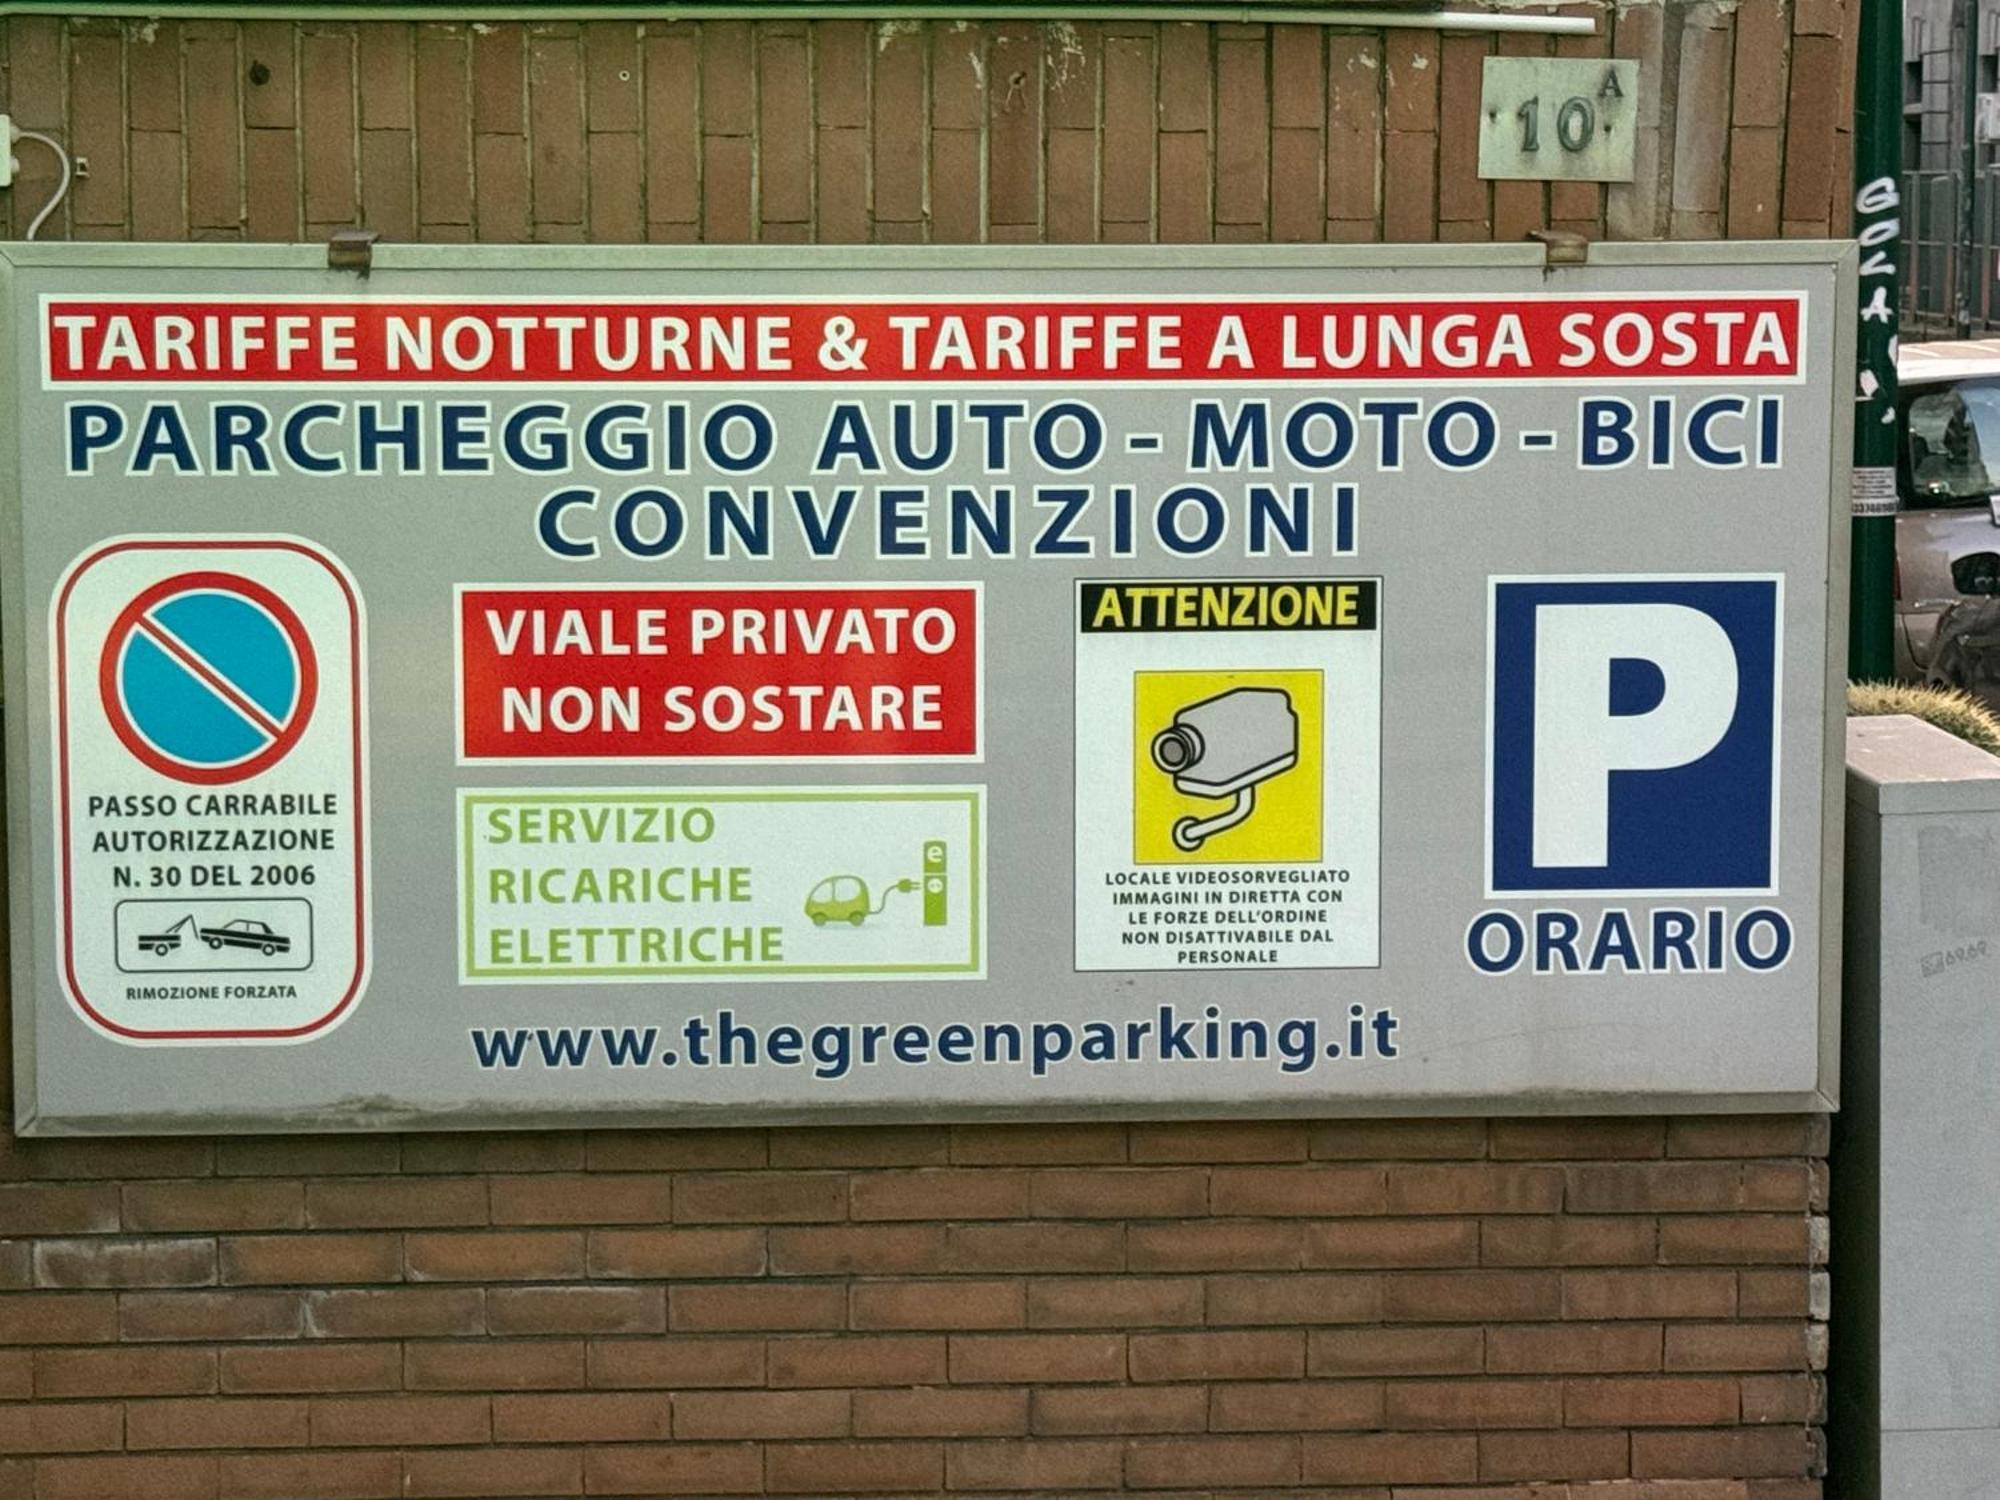 10 A
TARIFFE NOTTURNE & TARIFFE A LUNGA SOSTA
PARCHEGGIO AUTO - MOTO - BICI
CONVENZIONI
PASSO CARRABILE
AUTORIZZAZIONE
N. 30 DEL 2006
RIMOZIONE FORZATA
VIALE PRIVATO
NON SOSTARE
SERVIZIO
RICARICHE
ELETTRICHE
e
ATTENZIONE
LOCALE VIDEOSORVEGLIATO
IMMAGINI IN DIRETTA CON
LE FORZE DELL'ORDINE
NON DISATTIVABILE DAL
PERSONALE
P
ORARIO
www.thegreenparking.it